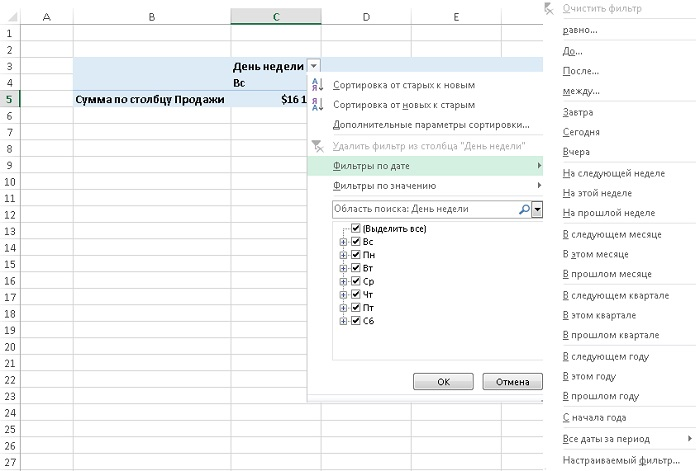 A B C D E
1
2
3 День недели
4 Вс
5 Сумма по столбцу Продажи $16 1
6
7
8
9
10
11
12
13
14
15
16
17
18
19
20
21
22
23
24
25
26
27
Сортировка от старых к новым
Сортировка от новых к старым
Дополнительные параметры сортировки...
Удалить фильтр из столбца "День недели"
Фильтры по дате
Фильтры по значению
Область поиска: День недели
(Выделить все)
Вс
Пн
Вт
Ср
Чт
Пт
Сб
ОК Отмена
Очистить фильтр
равно...
До...
После...
между...
Завтра
Сегодня
Вчера
На следующей неделе
На этой неделе
На прошлой неделе
В следующем месяце
В этом месяце
В прошлом месяце
В следующем квартале
В этом квартале
В прошлом квартале
В следующем году
В этом году
В прошлом году
С начала года
Все даты за период
Настраиваемый фильтр...